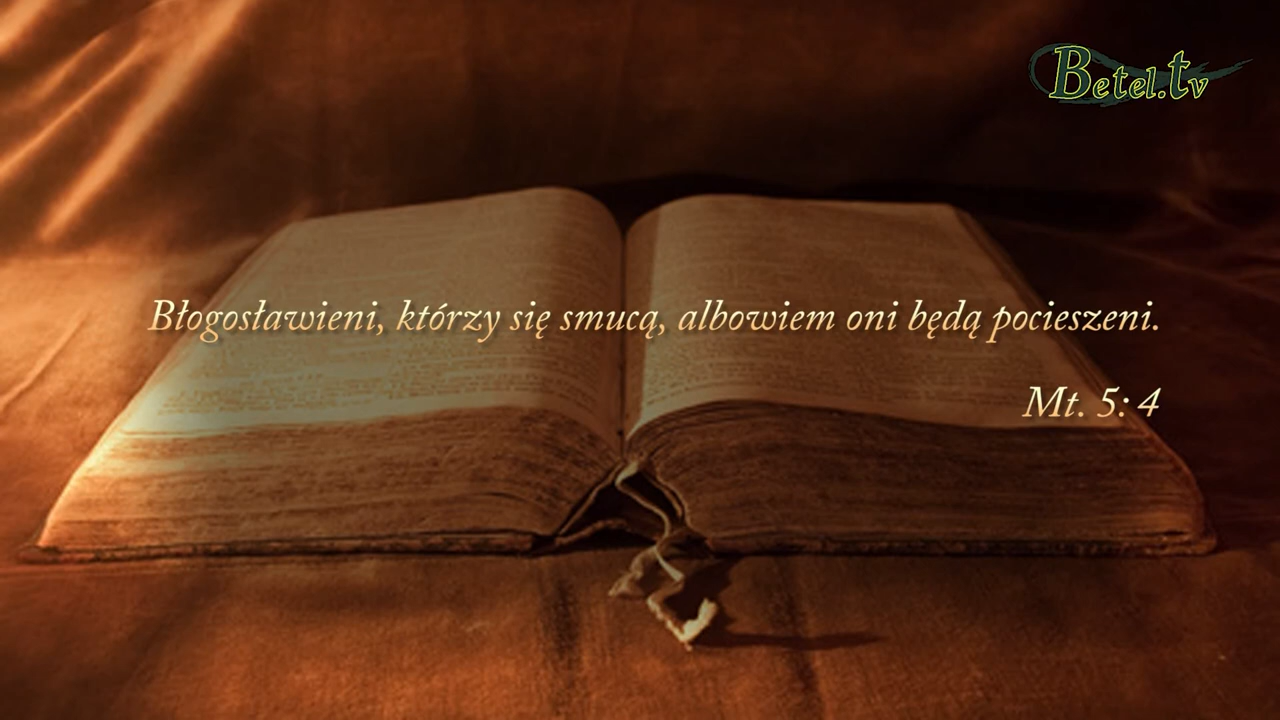 Betel.tv
Błogosławieni, którzy się smucą, albowiem oni będą pocieszeni.
Mt. 5: 4